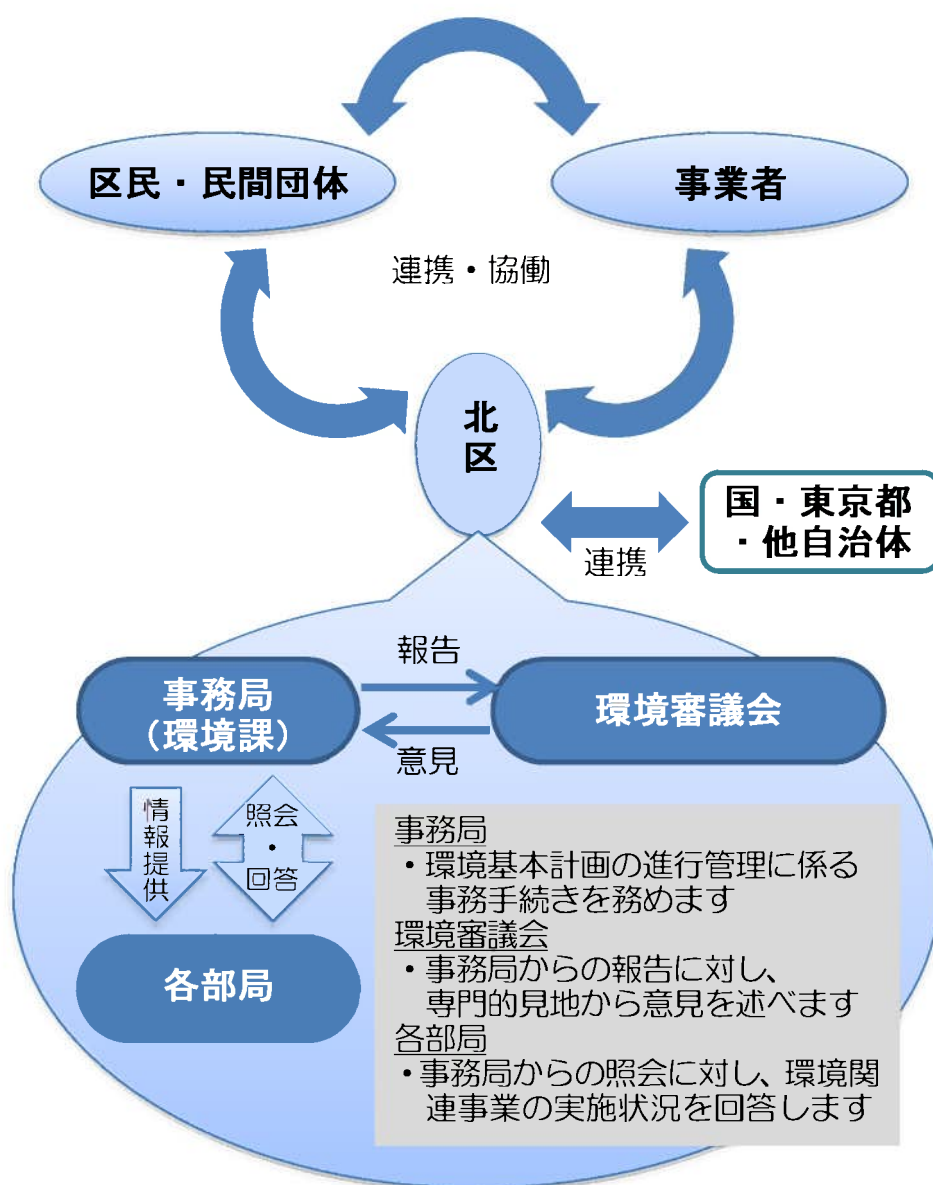 区民・民間団体
事業者
連携・協働
北
区
国・東京都
・他自治体
連携
報告
事務局
（環境課）
環境審議会
意見
情報提供
照会
・
回答
各部局
事務局
・環境基本計画の進行管理に係る
事務手続きを務めます
環境審議会
・事務局からの報告に対し、
専門的見地から意見を述べます
各部局
・事務局からの照会に対し、環境関
連事業の実施状況を回答します